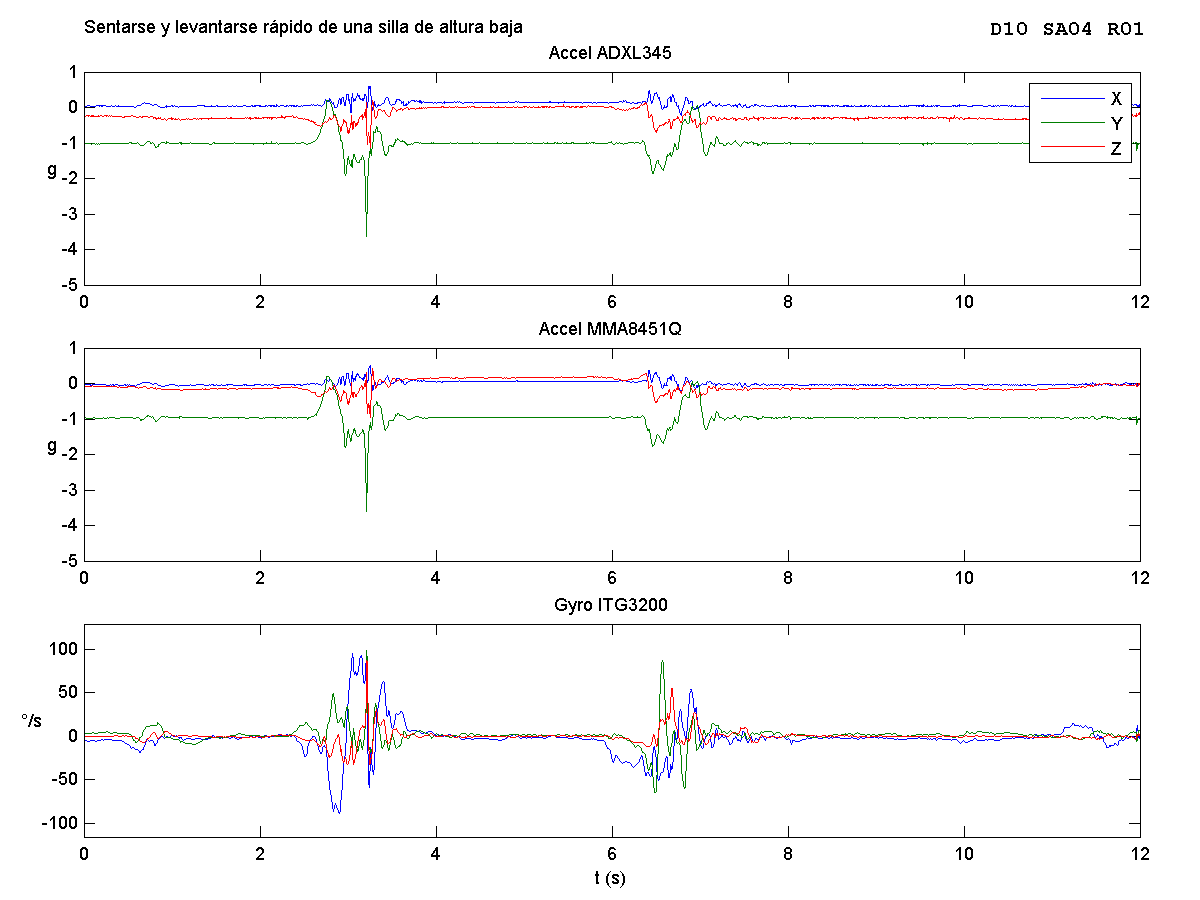 Sentarse y levantarse rápido de una silla de altura baja
D10 SA04 R01
Accel ADXL345
1
0
-1
-2
-3
-4
-5
g
X
Y
Z
0 2 4 6 8 10 12
Accel MMA8451Q
1
0
-1
-2
-3
-4
-5
g
0 2 4 6 8 10 12
Gyro ITG3200
100
50
0
-50
-100
°/s
0 2 4 6 8 10 12
t (s)